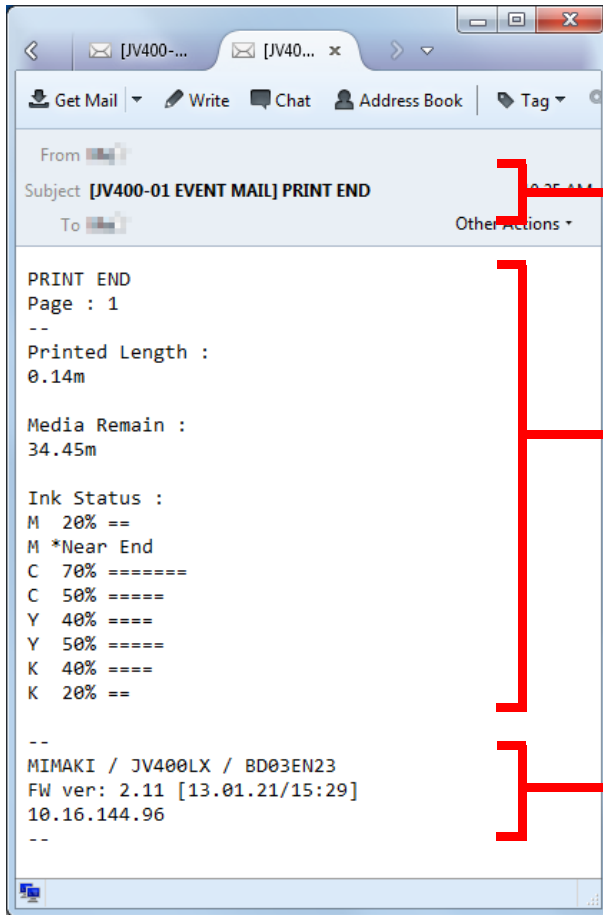 [JV400-...
[JV40...
Get Mail Write Chat Address Book Tag
From
Subject [JV400-01 EVENT MAIL] PRINT END AM
To Other Actions
PRINT END
Page : 1
--
Printed Length :
0.14m
Media Remain :
34.45m
Ink Status :
M 20% ==
M *Near End
C 70% =======
C 50% =====
Y 40% ====
Y 50% =====
K 40% ====
K 20% ==
--
MIMAKI / JV400LX / BD03EN23
FW ver: 2.11 [13.01.21/15:29]
10.16.144.96
--